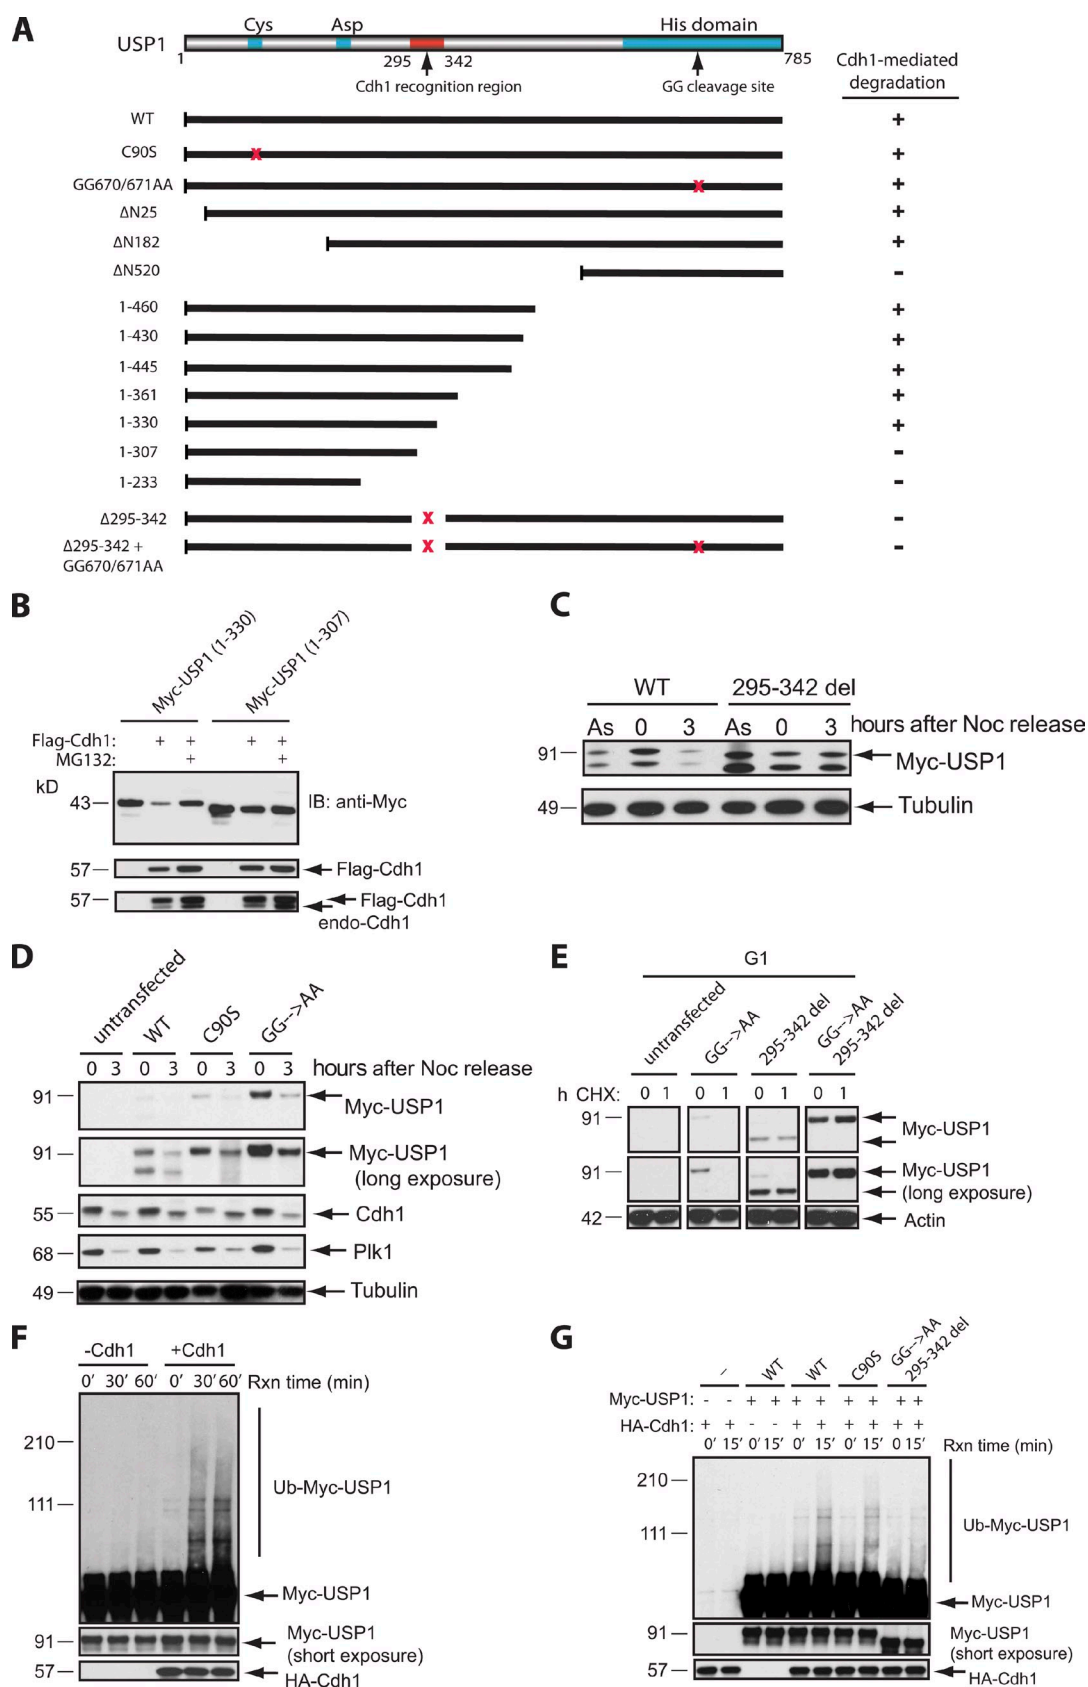 A
Cys Asp His domain
USP1
1 295 342 785
Cdh1 recognition region GG cleavage site
Cdh1-mediated
degradation
WT +
C90S X +
GG670/671AA X +
ΔN25 +
ΔN182 +
ΔN520 -
1-460 +
1-430 +
1-445 +
1-361 +
1-330 +
1-307 -
1-233 -
Δ295-342 X -
Δ295-342 +
GG670/671AA X X -
B
Myc-USP1 (1-330) Myc-USP1 (1-307)
Flag-Cdh1: + + + +
MG132: + +
kD
43 IB: anti-Myc
57 Flag-Cdh1
57 Flag-Cdh1
endo-Cdh1
C
WT 295-342 del
As 0 3 As 0 3 hours after Noc release
91 Myc-USP1
49 Tubulin
D
untransfected WT C90S GG-->AA
0 3 0 3 0 3 0 3 hours after Noc release
91 Myc-USP1
91 Myc-USP1
(long exposure)
55 Cdh1
68 Plk1
49 Tubulin
E
G1
untransfected GG-->AA 295-342 del GG-->AA
295-342 del
h CHX: 0 1 0 1 0 1 0 1
91 Myc-USP1
91 Myc-USP1
(long exposure)
42 Actin
F
-Cdh1 +Cdh1
0' 30' 60' 0' 30' 60' Rxn time (min)
210
111
Ub-Myc-USP1
Myc-USP1
91 Myc-USP1
(short exposure)
57 HA-Cdh1
G
- WT WT C90S GG-->AA
295-342 del
Myc-USP1: - - + + + + + + + +
HA-Cdh1: + + - - + + + + + +
0' 15' 0' 15' 0' 15' 0' 15' 0' 15' Rxn time (min)
210
111
Ub-Myc-USP1
Myc-USP1
91 Myc-USP1
(short exposure)
57 HA-Cdh1